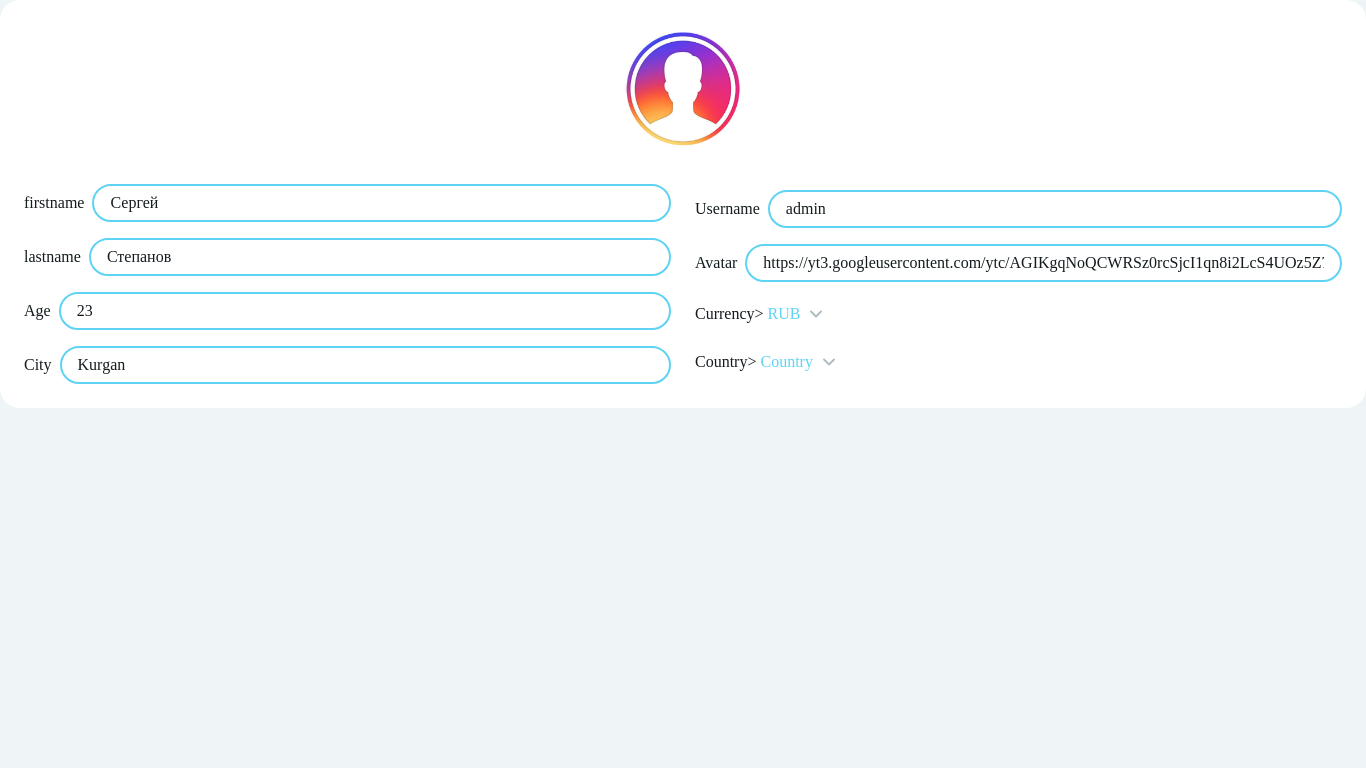 firstname Сергей
lastname Степанов
Age 23
City Kurgan
Username admin
Avatar https://yt3.googleusercontent.com/ytc/AGIKgqNoQCWRSz0rcSjcI1qn8i2LcS4UOz5Z
Currency> RUB
Country> Country